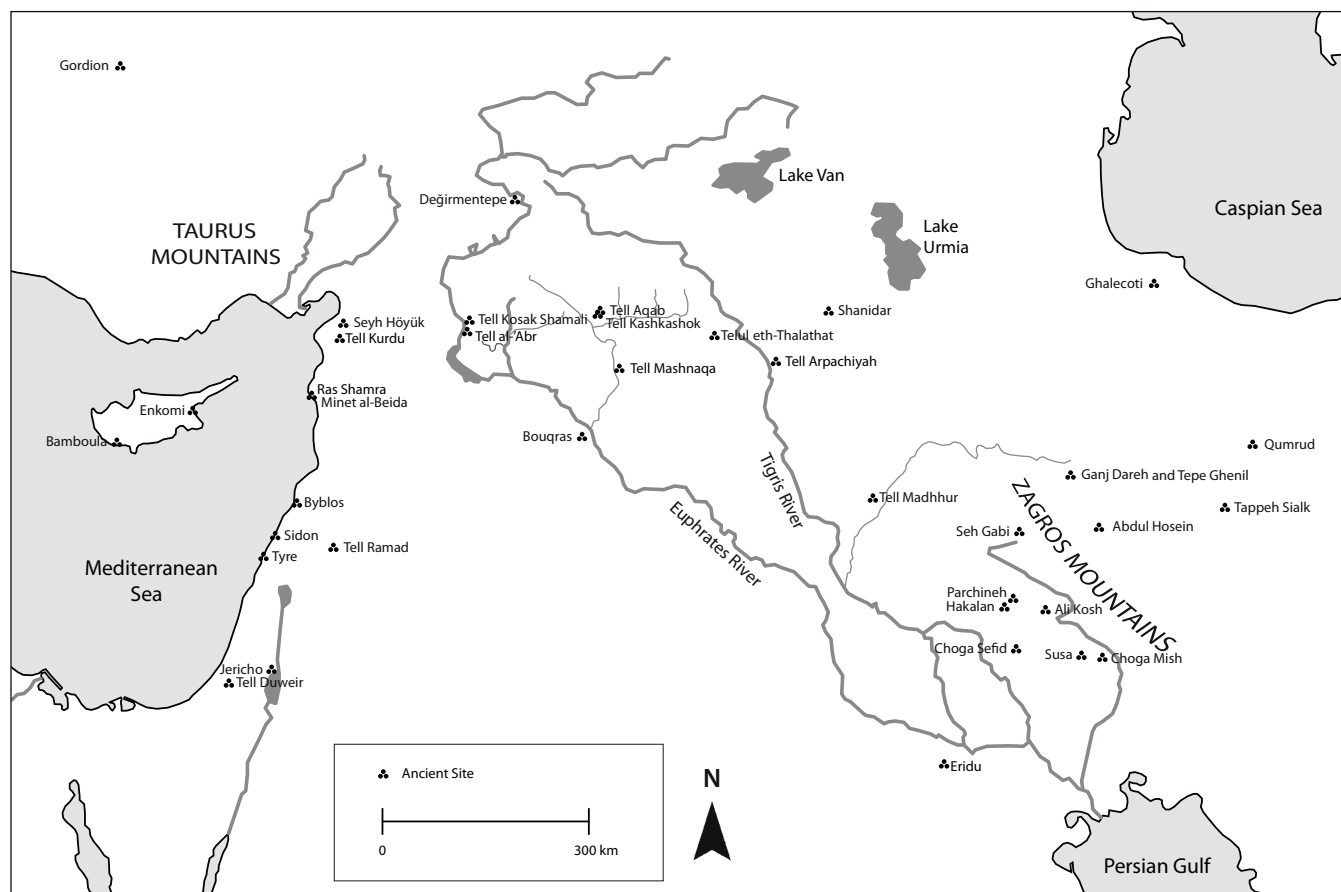 Gordion
Lake Van
Değirmentepe
Caspian Sea
TAURUS
MOUNTAINS
Lake
Urmia
Ghalecoti
Seyh Höyük
Tell Kurdu
Tell Kosak Shamali
Tell al-'Abr
Tell Aqab
Tell Kashkashok
Shanidar
Telul eth-Thalathat
Tell Arpachiyah
Tell Mashnaqa
Ras Shamra
Minet al-Beida
Enkomi
Bamboula
Bouqras
Qumrud
Ganj Dareh and Tepe Ghenil
Tigris River
Tell Madhhur
ZAGROS MOUNTAINS
Tappeh Sialk
Byblos
Euphrates River
Seh Gabi
Abdul Hosein
Sidon
Tell Ramad
Tyre
Mediterranean
Sea
Parchineh
Hakalan
Ali Kosh
Choga Sefid
Susa
Choga Mish
Jericho
Tell Duweir
Eridu
Ancient Site
0
300 km
N
Persian Gulf